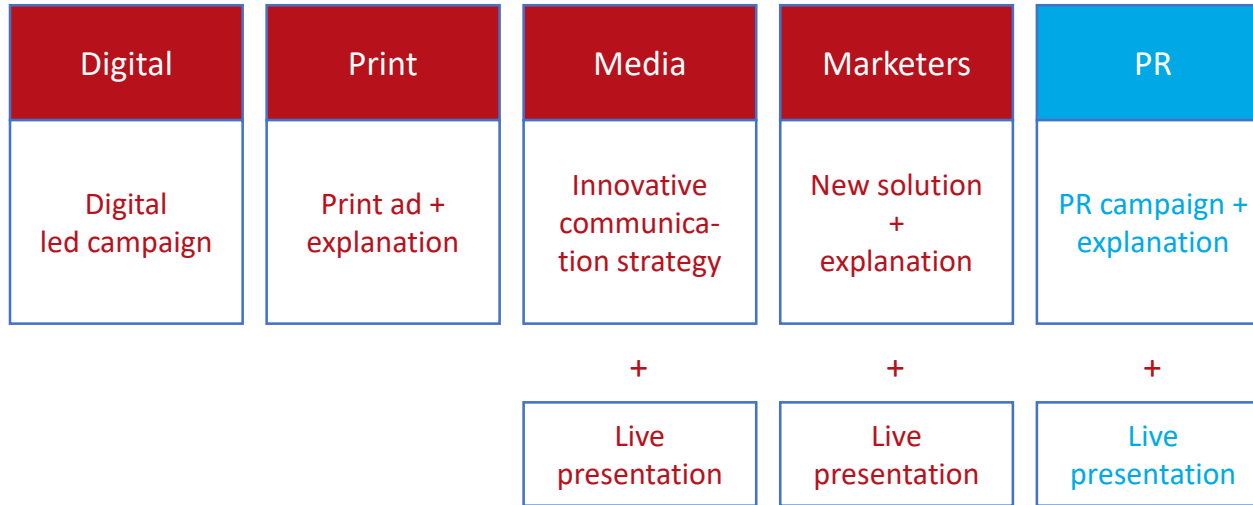 Digital
Print
Media
Marketers
PR
Digital
led campaign
Print ad +
explanation
Innovative
communica-
tion strategy
New solution
+
explanation
PR campaign +
explanation
+
+
+
Live
presentation
Live
presentation
Live
presentation